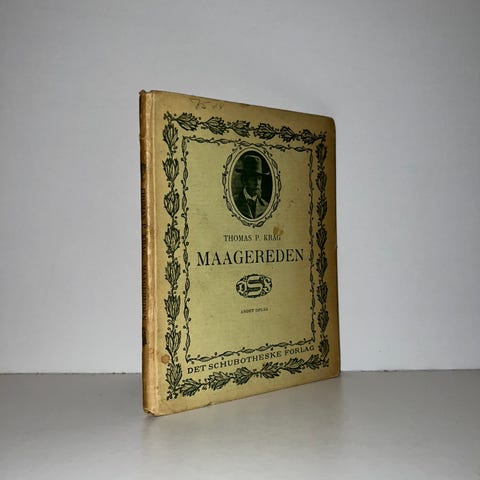 THOMAS P. KRAG
MAAGEREDEN
ANDET OPLAG
DET SCHUBOTHESKE FORLAG